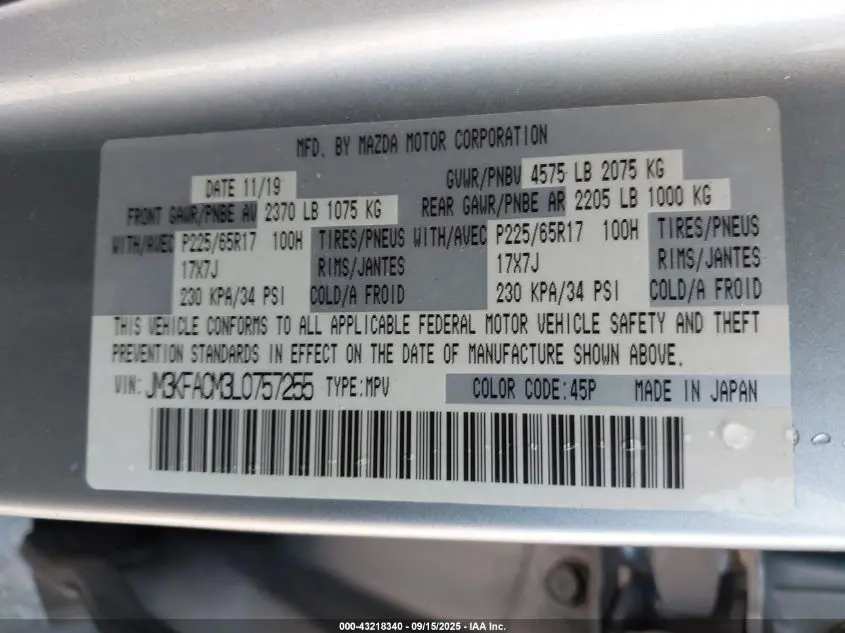 MFD. BY MAZDA MOTOR CORPORATION
DATE 11/19 GVWR/PNBV 4575 LB 2075 KG
FRONT GAWR/PNBE AV 2370 LB 1075 KG REAR GAWR/PNBE AR 2205 LB 1000 KG
WITH/AVEC P225/65R17 100H TIRES/PNEUS WITH/AVEC P225/65R17 100H TIRES/PNEUS
17X7J RIMS/JANTES 17X7J RIMS/JANTES
230 KPA/34 PSI COLD/A FROID 230 KPA/34 PSI COLD/A FROID
THIS VEHICLE CONFORMS TO ALL APPLICABLE FEDERAL MOTOR VEHICLE SAFETY AND THEFT
PREVENTION STANDARDS IN EFFECT ON THE DATE OF MANUFACTURE SHOWN ABOVE.
VIN: JM3KFACM3L0757255 TYPE:MPV COLOR CODE:45P MADE IN JAPAN
000-43218340 - 09/15/2025 - IAA Inc.